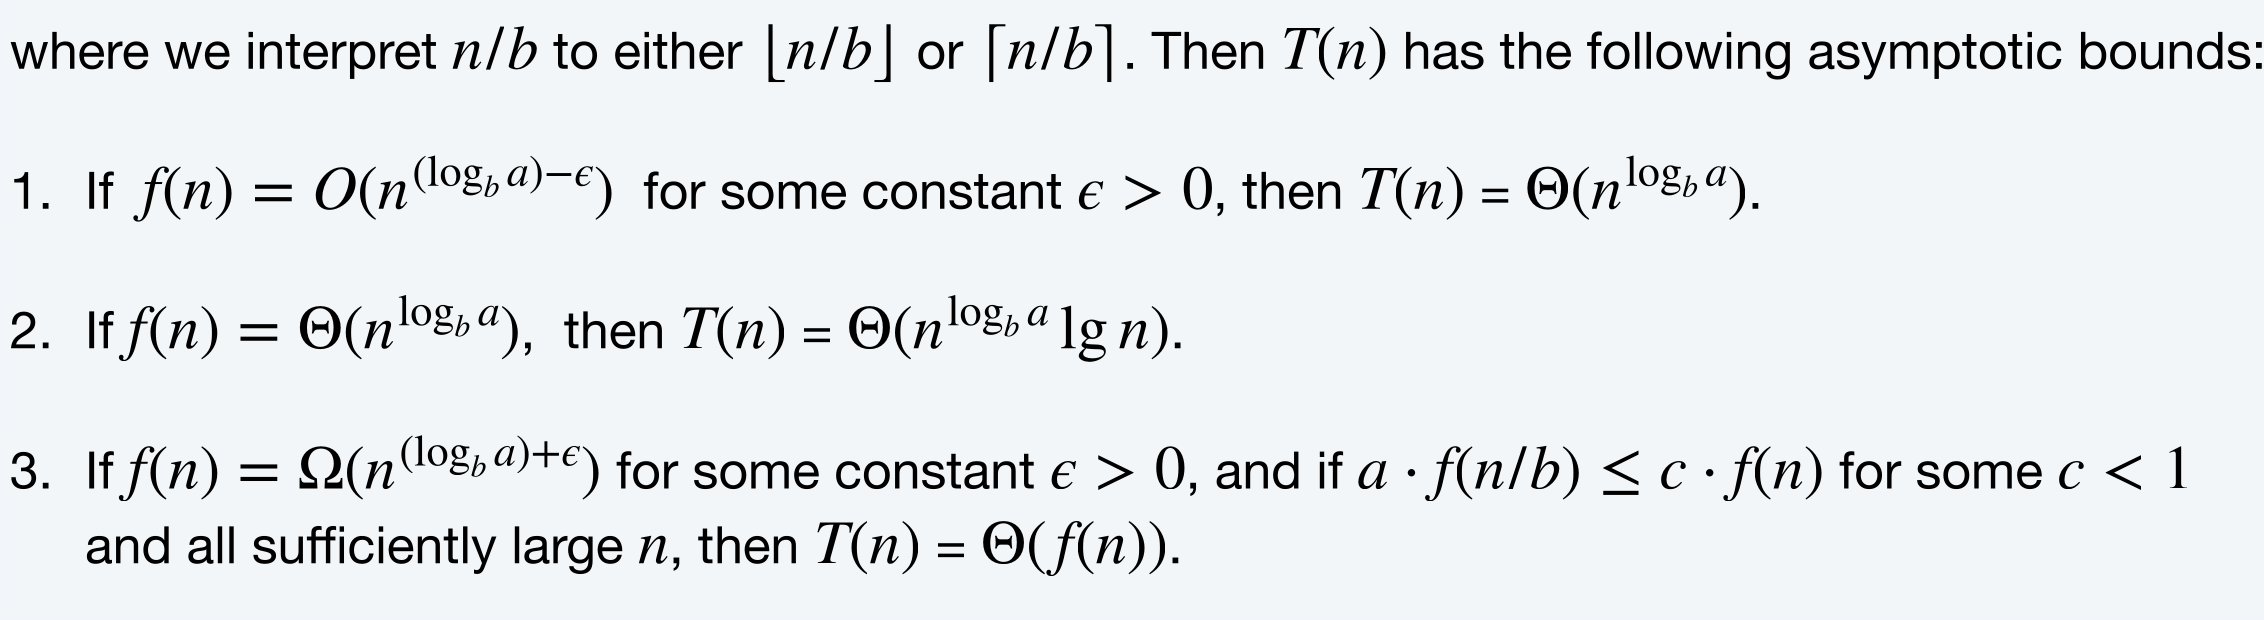 where we interpret n/b to either ⌊n/b⌋ or ⌈n/b⌉. Then T(n) has the following asymptotic bounds:
1. If f(n) = O(n^{(log_b a)−ϵ}) for some constant ϵ > 0, then T(n) = Θ(n^{log_b a}).
2. If f(n) = Θ(n^{log_b a}), then T(n) = Θ(n^{log_b a} lg n).
3. If f(n) = Ω(n^{(log_b a)+ϵ}) for some constant ϵ > 0, and if a · f(n/b) ≤ c · f(n) for some c < 1
and all sufficiently large n, then T(n) = Θ(f(n)).